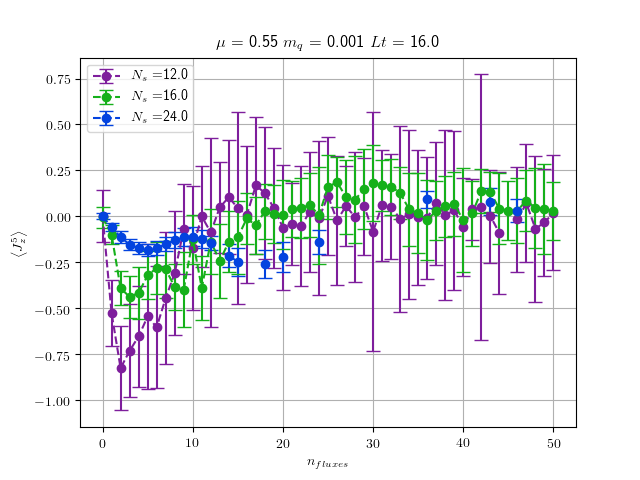 μ = 0.55 m_q = 0.001 Lt = 16.0
N_s =12.0
N_s =16.0
N_s =24.0
0.75
0.50
0.25
0.00
−0.25
−0.50
−0.75
−1.00
⟨J_z^5⟩
0 10 20 30 40 50
n_{fluxes}